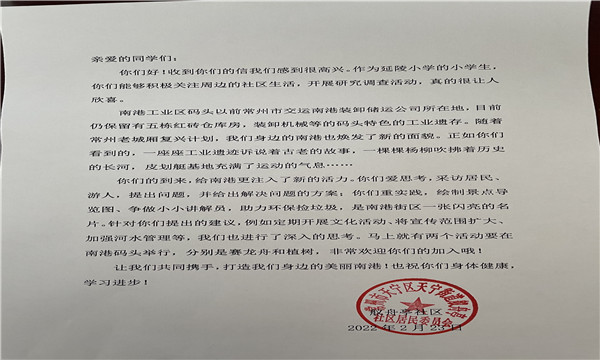 亲爱的同学们：
你们好！收到你们的信我们感到很高兴。作为延陵小学的小学生，
你们能够积极关注周边的社区生活，开展研究调查活动，真的很让人
欣喜。
南港工业区码头以前常州市交运南港装卸储运公司所在地，目前
仍保留有五栋红砖仓库房，装卸机械等的码头特色的工业遗存。随着
常州老城厢复兴计划，我们身边的南港也焕发了新的面貌。正如你们
看到的，一座座工业遗迹诉说着古老的故事，一棵棵杨柳吹拂着历史
的长河，皮划艇基地充满了运动的气息……
你们的到来，给南港更注入了新的活力。你们爱思考，采访居民、
游人，提出问题，并给出解决问题的方案；你们重实践，绘制景点导
览图、争做小小讲解员，助力环保捡垃圾，是南港街区一张闪亮的名
片。针对你们提出的建议，例如定期开展文化活动、将宣传范围扩大、
加强河水管理等，我们也进行了深入的思考。马上就有两个活动要在
南港码头举行，分别是赛龙舟和植树，非常欢迎你们的加入哦！
让我们共同携手，打造我们身边的美丽南港！也祝你们身体健康，
学习进步！
社区
2022年2月23日
常州市天宁区天宁街道
社区居民委员会